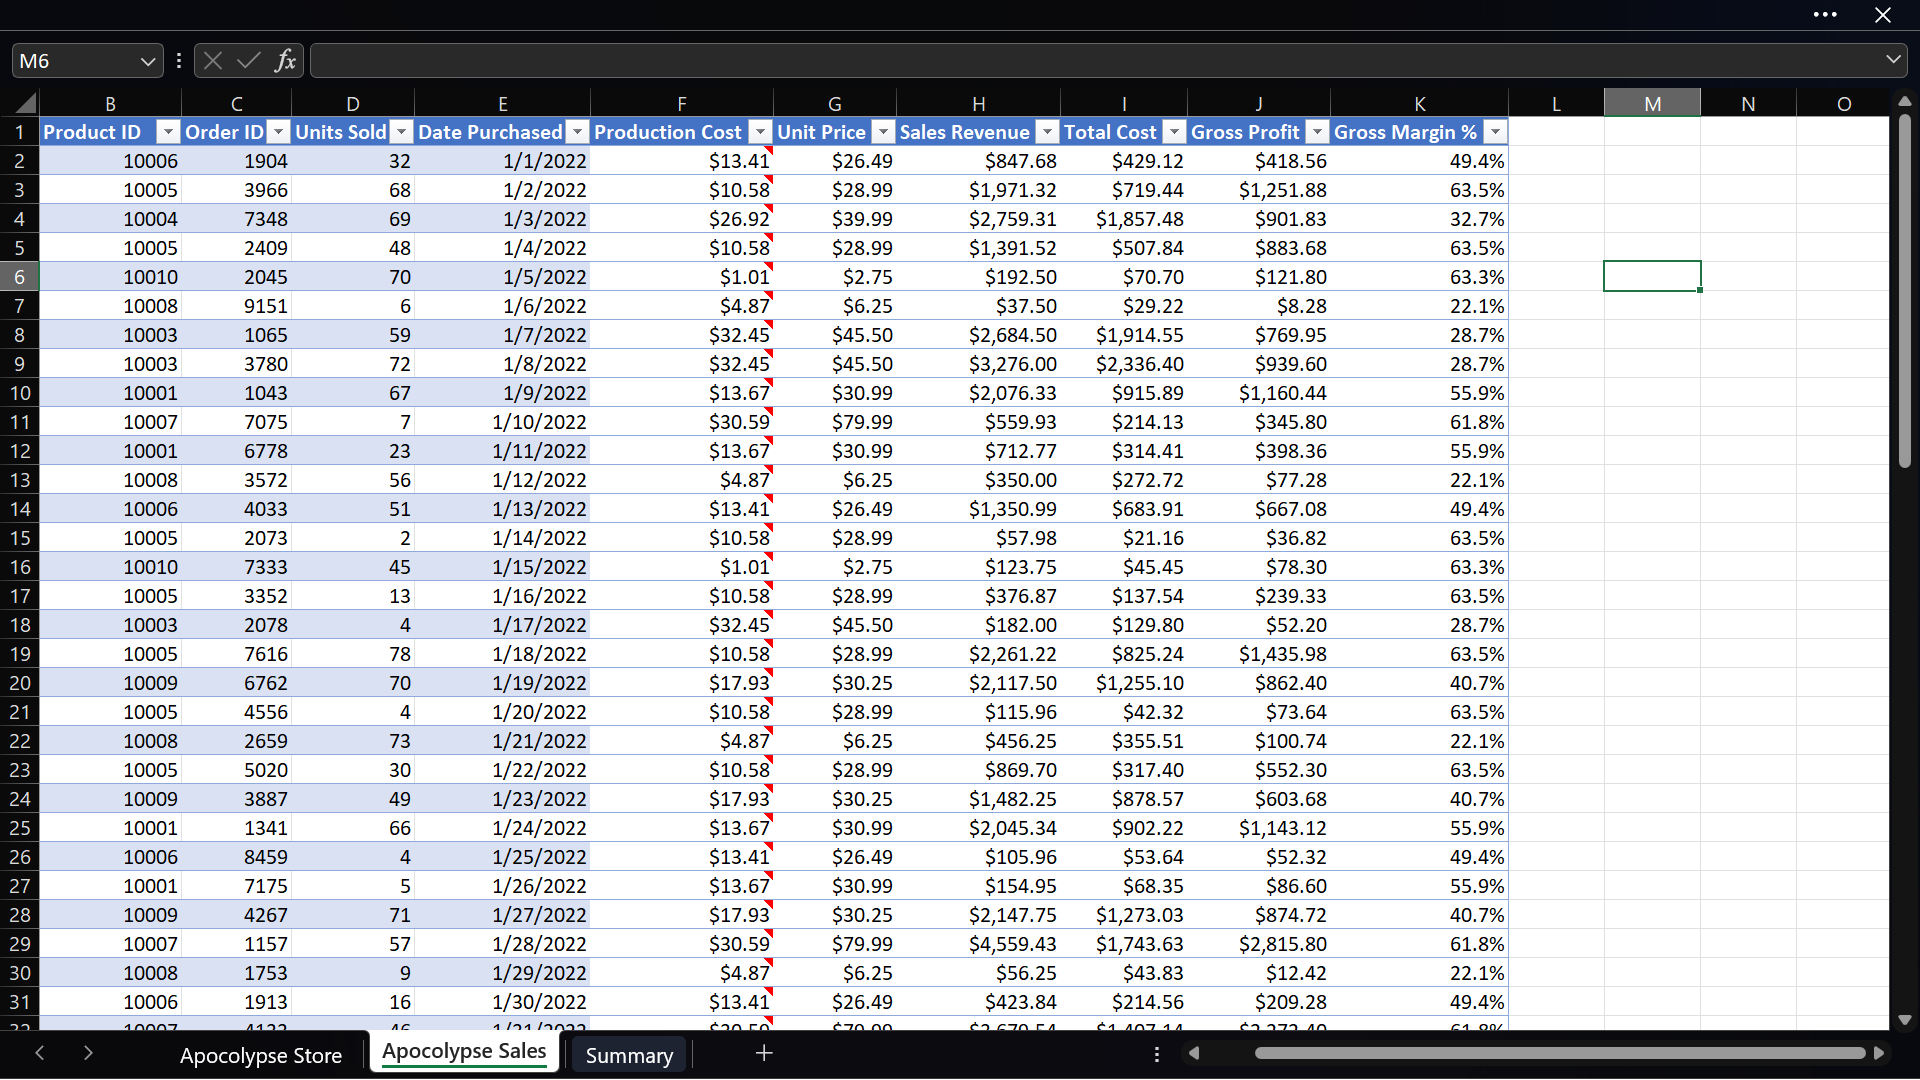 M6
fx
B C D E F G H I J K L M N O
1 Product ID Order ID Units Sold Date Purchased Production Cost Unit Price Sales Revenue Total Cost Gross Profit Gross Margin %
2 10006 1904 32 1/1/2022 $13.41 $26.49 $847.68 $429.12 $418.56 49.4%
3 10005 3966 68 1/2/2022 $10.58 $28.99 $1,971.32 $719.44 $1,251.88 63.5%
4 10004 7348 69 1/3/2022 $26.92 $39.99 $2,759.31 $1,857.48 $901.83 32.7%
5 10005 2409 48 1/4/2022 $10.58 $28.99 $1,391.52 $507.84 $883.68 63.5%
6 10010 2045 70 1/5/2022 $1.01 $2.75 $192.50 $70.70 $121.80 63.3%
7 10008 9151 6 1/6/2022 $4.87 $6.25 $37.50 $29.22 $8.28 22.1%
8 10003 1065 59 1/7/2022 $32.45 $45.50 $2,684.50 $1,914.55 $769.95 28.7%
9 10003 3780 72 1/8/2022 $32.45 $45.50 $3,276.00 $2,336.40 $939.60 28.7%
10 10001 1043 67 1/9/2022 $13.67 $30.99 $2,076.33 $915.89 $1,160.44 55.9%
11 10007 7075 7 1/10/2022 $30.59 $79.99 $559.93 $214.13 $345.80 61.8%
12 10001 6778 23 1/11/2022 $13.67 $30.99 $712.77 $314.41 $398.36 55.9%
13 10008 3572 56 1/12/2022 $4.87 $6.25 $350.00 $272.72 $77.28 22.1%
14 10006 4033 51 1/13/2022 $13.41 $26.49 $1,350.99 $683.91 $667.08 49.4%
15 10005 2073 2 1/14/2022 $10.58 $28.99 $57.98 $21.16 $36.82 63.5%
16 10010 7333 45 1/15/2022 $1.01 $2.75 $123.75 $45.45 $78.30 63.3%
17 10005 3352 13 1/16/2022 $10.58 $28.99 $376.87 $137.54 $239.33 63.5%
18 10003 2078 4 1/17/2022 $32.45 $45.50 $182.00 $129.80 $52.20 28.7%
19 10005 7616 78 1/18/2022 $10.58 $28.99 $2,261.22 $825.24 $1,435.98 63.5%
20 10009 6762 70 1/19/2022 $17.93 $30.25 $2,117.50 $1,255.10 $862.40 40.7%
21 10005 4556 4 1/20/2022 $10.58 $28.99 $115.96 $42.32 $73.64 63.5%
22 10008 2659 73 1/21/2022 $4.87 $6.25 $456.25 $355.51 $100.74 22.1%
23 10005 5020 30 1/22/2022 $10.58 $28.99 $869.70 $317.40 $552.30 63.5%
24 10009 3887 49 1/23/2022 $17.93 $30.25 $1,482.25 $878.57 $603.68 40.7%
25 10001 1341 66 1/24/2022 $13.67 $30.99 $2,045.34 $902.22 $1,143.12 55.9%
26 10006 8459 4 1/25/2022 $13.41 $26.49 $105.96 $53.64 $52.32 49.4%
27 10001 7175 5 1/26/2022 $13.67 $30.99 $154.95 $68.35 $86.60 55.9%
28 10009 4267 71 1/27/2022 $17.93 $30.25 $2,147.75 $1,273.03 $874.72 40.7%
29 10007 1157 57 1/28/2022 $30.59 $79.99 $4,559.43 $1,743.63 $2,815.80 61.8%
30 10008 1753 9 1/29/2022 $4.87 $6.25 $56.25 $43.83 $12.42 22.1%
31 10006 1913 16 1/30/2022 $13.41 $26.49 $423.84 $214.56 $209.28 49.4%
Apocolypse Store Apocolypse Sales Summary